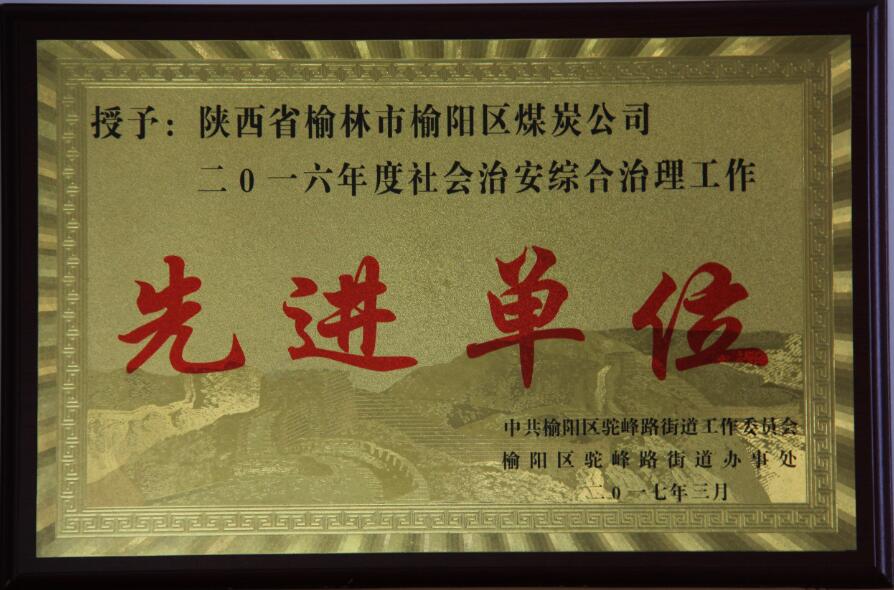 授予：陕西省榆林市榆阳区煤炭公司
二0一六年度社会治安综合治理工作
先进单位
中共榆阳区驼峰路街道工作委员会
榆阳区驼峰路街道办事处
二0一七年三月